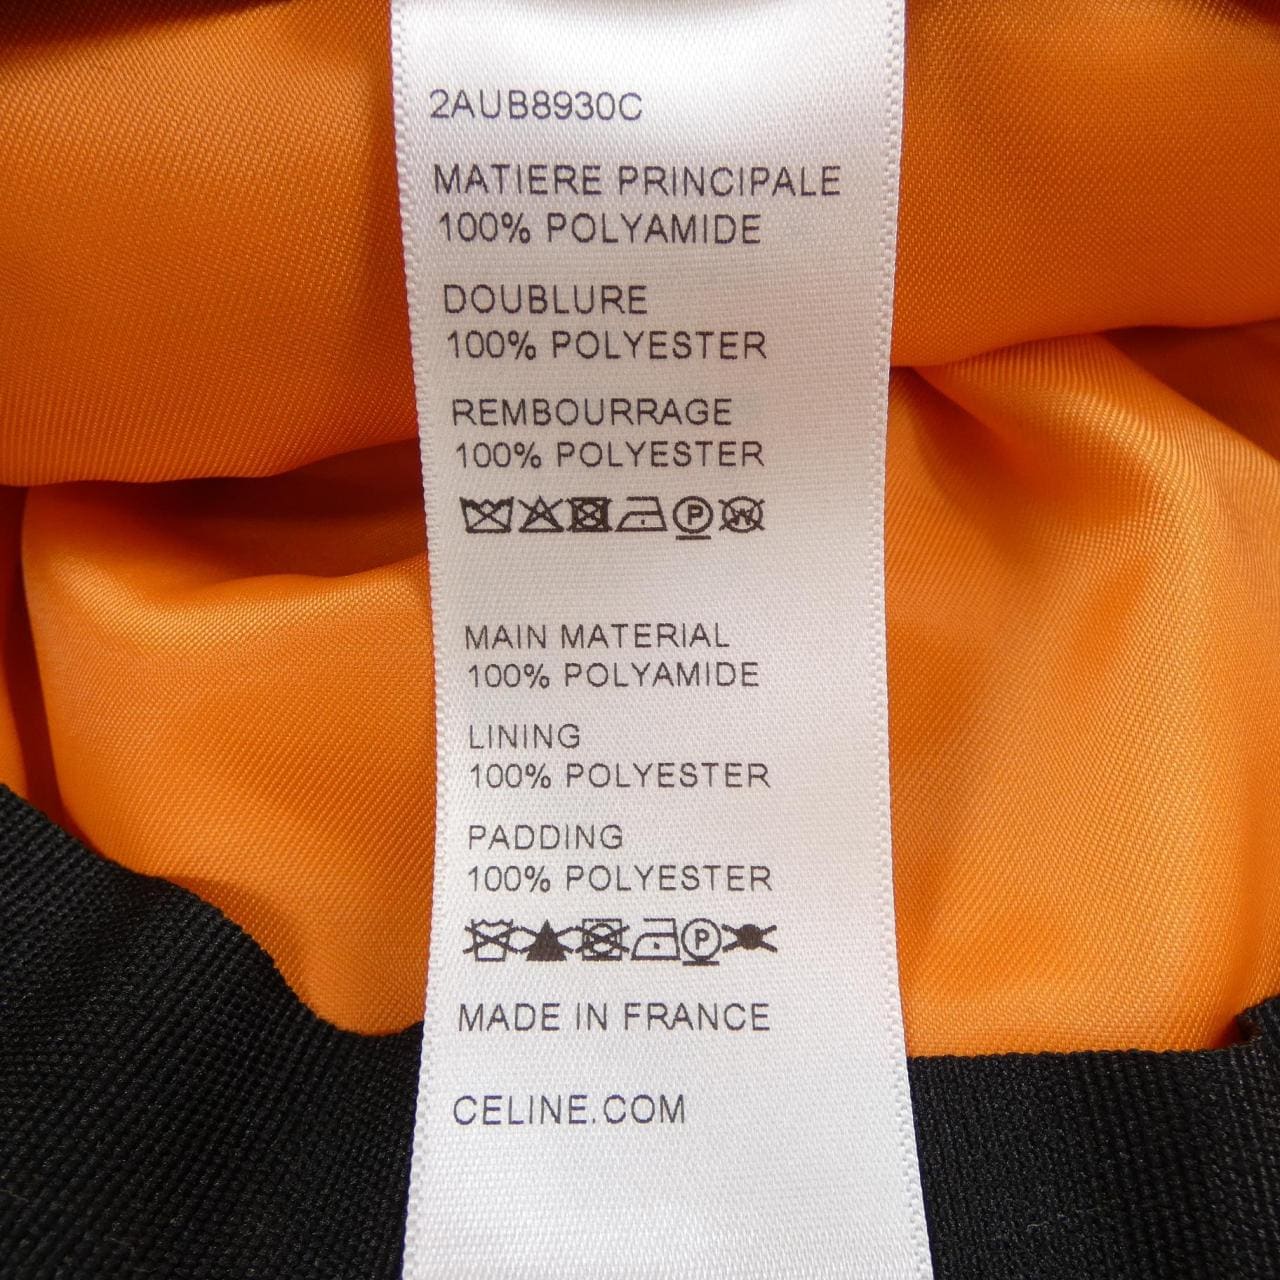 2AUB8930C
MATIERE PRINCIPALE
100% POLYAMIDE
DOUBLURE
100% POLYESTER
REMBOURRAGE
100% POLYESTER
P W
MAIN MATERIAL
100% POLYAMIDE
LINING
100% POLYESTER
PADDING
100% POLYESTER
P
MADE IN FRANCE
CELINE.COM